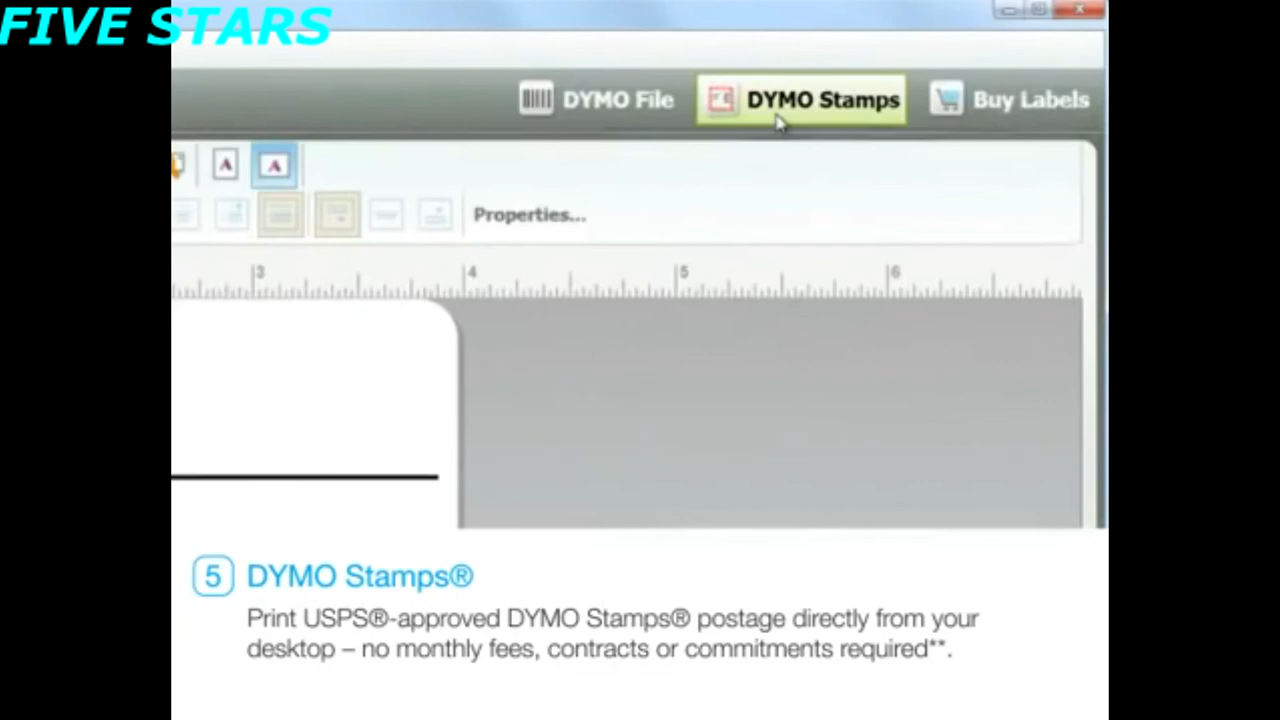 FIVE STARS
DYMO File
DYMO Stamps
Buy Labels
A
A
Properties...
3
4
5
6
5
DYMO Stamps®
Print USPS®-approved DYMO Stamps® postage directly from your
desktop – no monthly fees, contracts or commitments required**.